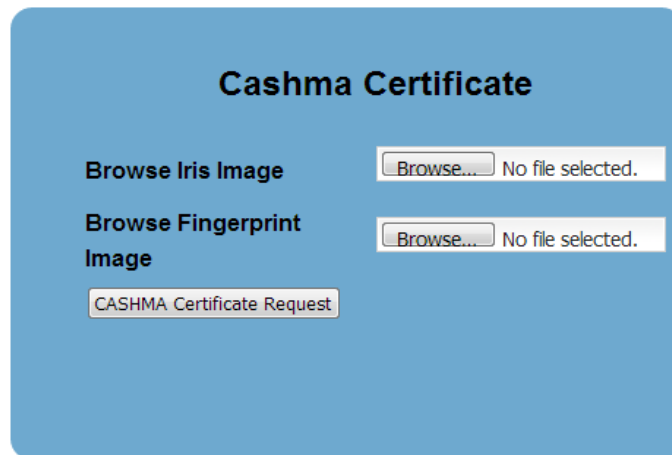 Cashma Certificate
Browse Iris Image
Browse... No file selected.
Browse Fingerprint
Image
Browse... No file selected.
CASHMA Certificate Request